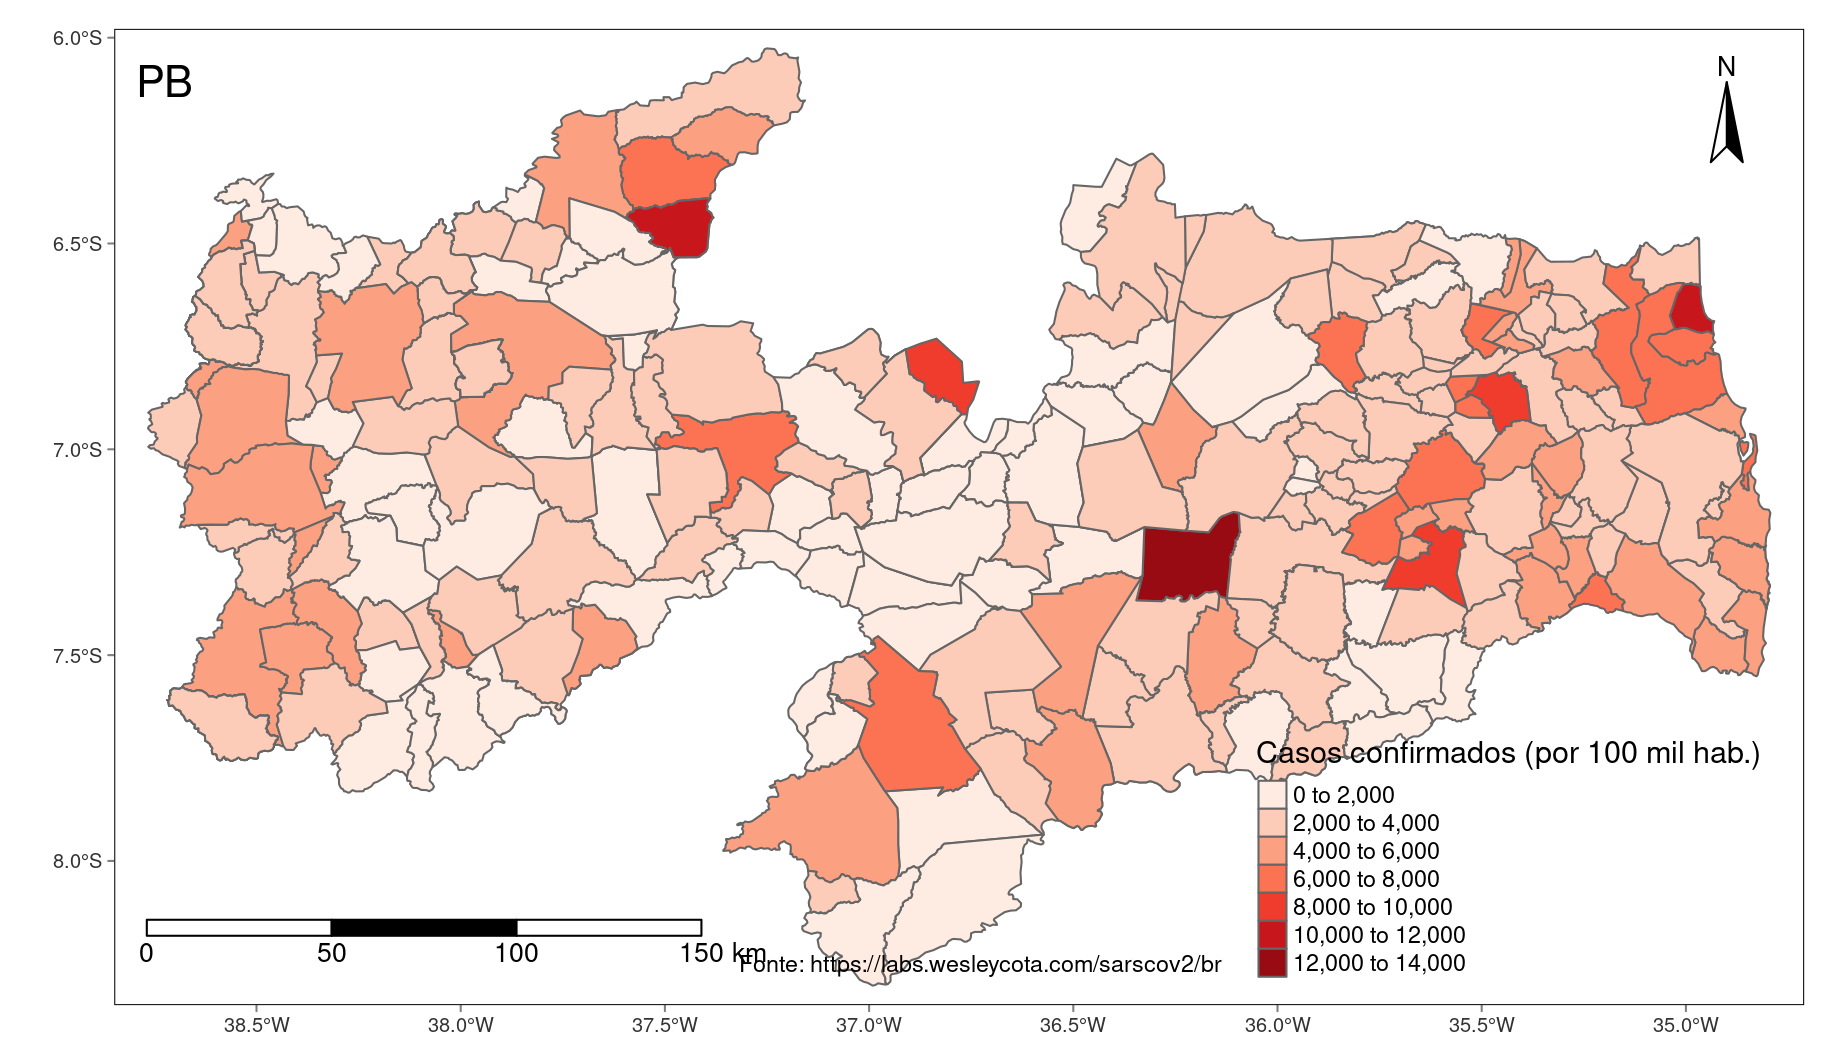 PB
N
6.0°S
6.5°S
7.0°S
7.5°S
8.0°S
Casos confirmados (por 100 mil hab.)
0 to 2,000
2,000 to 4,000
4,000 to 6,000
6,000 to 8,000
8,000 to 10,000
10,000 to 12,000
12,000 to 14,000
0 50 100 150 km
Fonte: https://labs.wesleycota.com/sarscov2/br
38.5°W 38.0°W 37.5°W 37.0°W 36.5°W 36.0°W 35.5°W 35.0°W